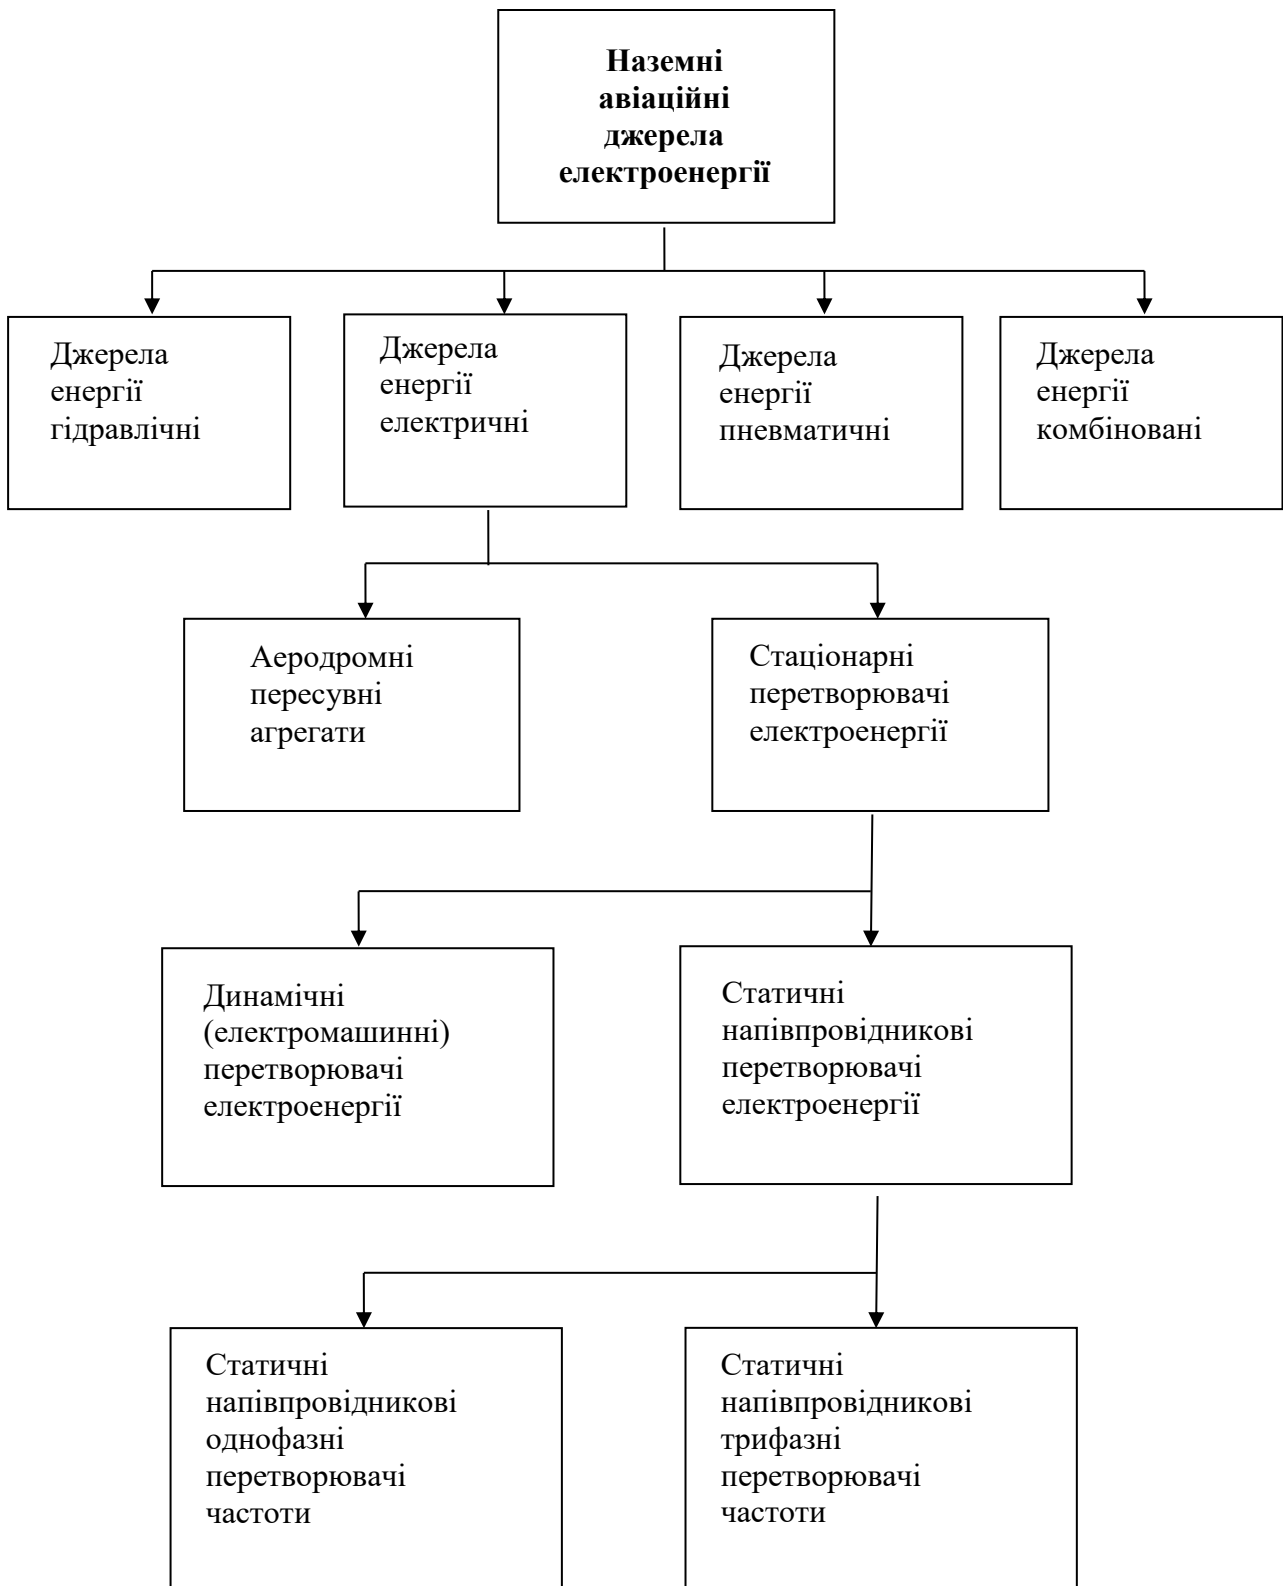 Наземні
авіаційні
джерела
електроенергії
Джерела
енергії
гідравлічні
Джерела
енергії
електричні
Джерела
енергії
пневматичні
Джерела
енергії
комбіновані
Аеродромні
пересувні
агрегати
Стаціонарні
перетворювачі
електроенергії
Динамічні
(електромашинні)
перетворювачі
електроенергії
Статичні
напівпровідникові
перетворювачі
електроенергії
Статичні
напівпровідникові
однофазні
перетворювачі
частоти
Статичні
напівпровідникові
трифазні
перетворювачі
частоти